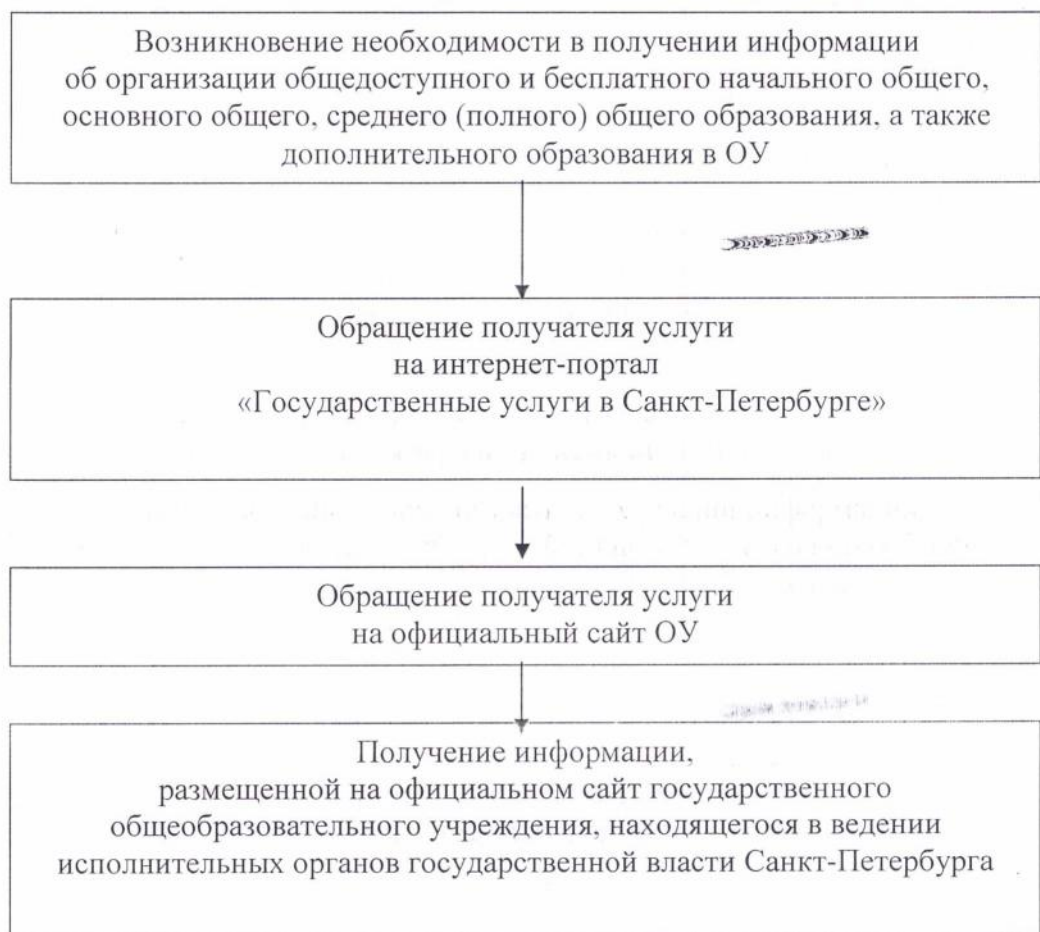 Возникновение необходимости в получении информации
об организации общедоступного и бесплатного начального общего,
основного общего, среднего (полного) общего образования, а также
дополнительного образования в ОУ
Обращение получателя услуги
на интернет-портал
«Государственные услуги в Санкт-Петербурге»
Обращение получателя услуги
на официальный сайт ОУ
Получение информации,
размещенной на официальном сайт государственного
общеобразовательного учреждения, находящегося в ведении
исполнительных органов государственной власти Санкт-Петербурга